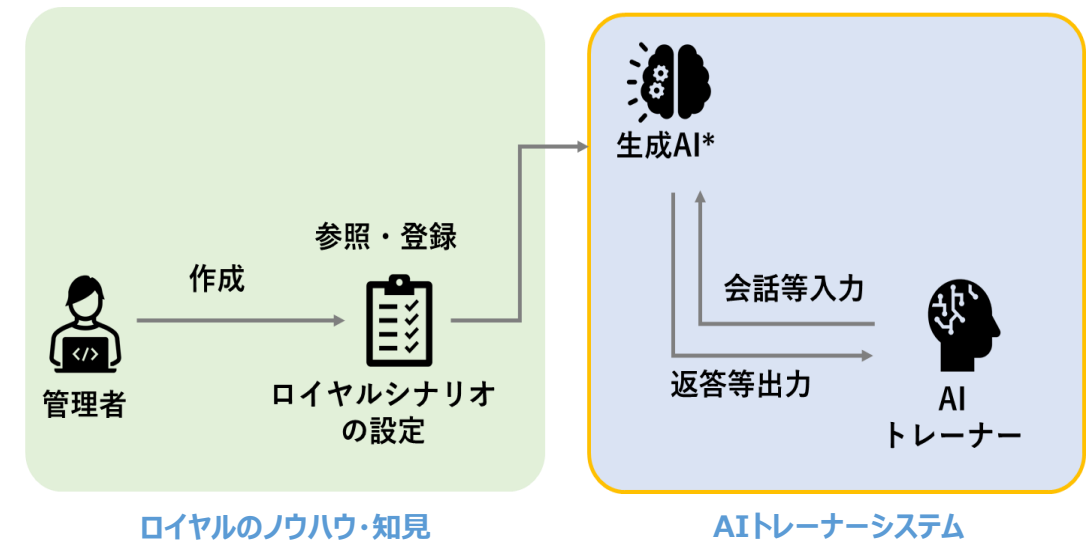 参照・登録
作成
管理者
ロイヤルシナリオ
の設定
</>
生成AI*
会話等入力
返答等出力
AI
トレーナー
ロイヤルのノウハウ・知見
AIトレーナーシステム